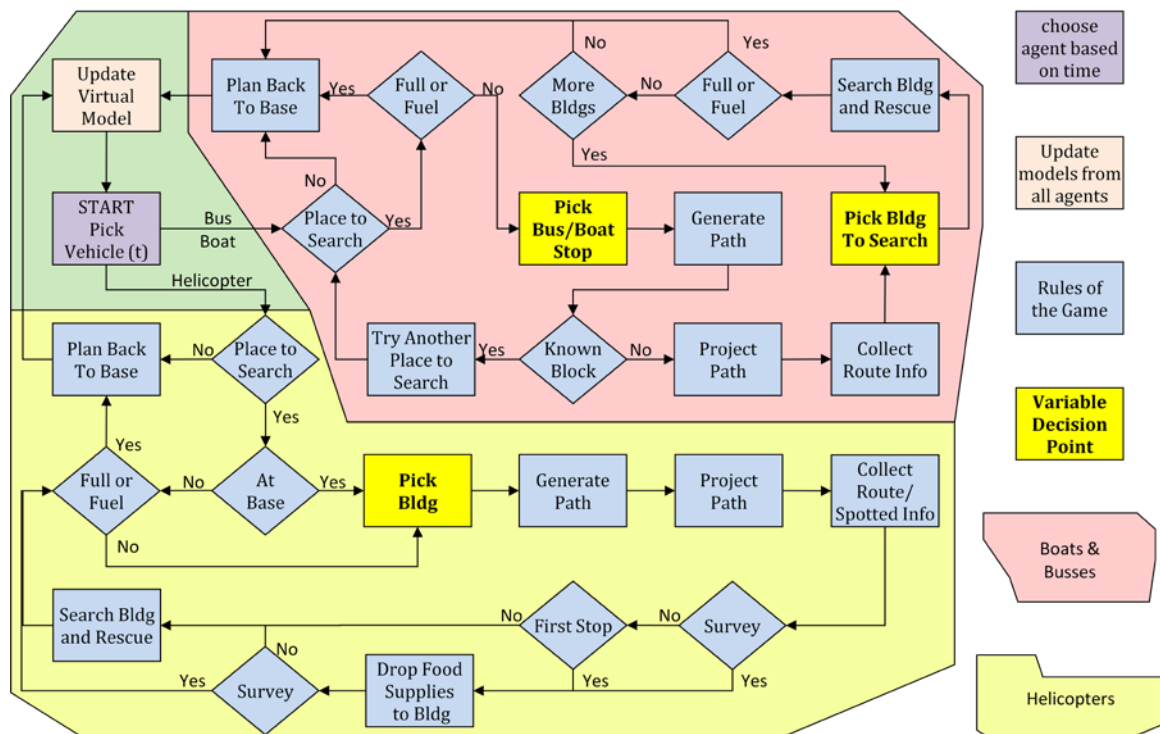 No
Yes
choose
agent based
on time
Update
Virtual
Model
Plan Back
To Base
Yes
Full or
Fuel
No
More
Bldgs
No
Full or
Fuel
Search Bldg
and Rescue
Yes
Update
models from
all agents
No
START
Pick
Vehicle (t)
Bus
Boat
Place to
Search
Yes
Pick
Bus/Boat
Stop
Generate
Path
Pick Bldg
To Search
Helicopter
Rules of
the Game
Plan Back
To Base
No
Place to
Search
Try Another
Place to
Search
Yes
Known
Block
No
Project
Path
Collect
Route Info
Yes
Variable
Decision
Point
Yes
Full or
Fuel
No
At
Base
Yes
Pick
Bldg
Generate
Path
Project
Path
Collect
Route/
Spotted Info
No
Boats &
Busses
Search Bldg
and Rescue
No
First Stop
No
Survey
No
Yes
Survey
Drop Food
Supplies
to Bldg
Yes
Yes
Helicopters